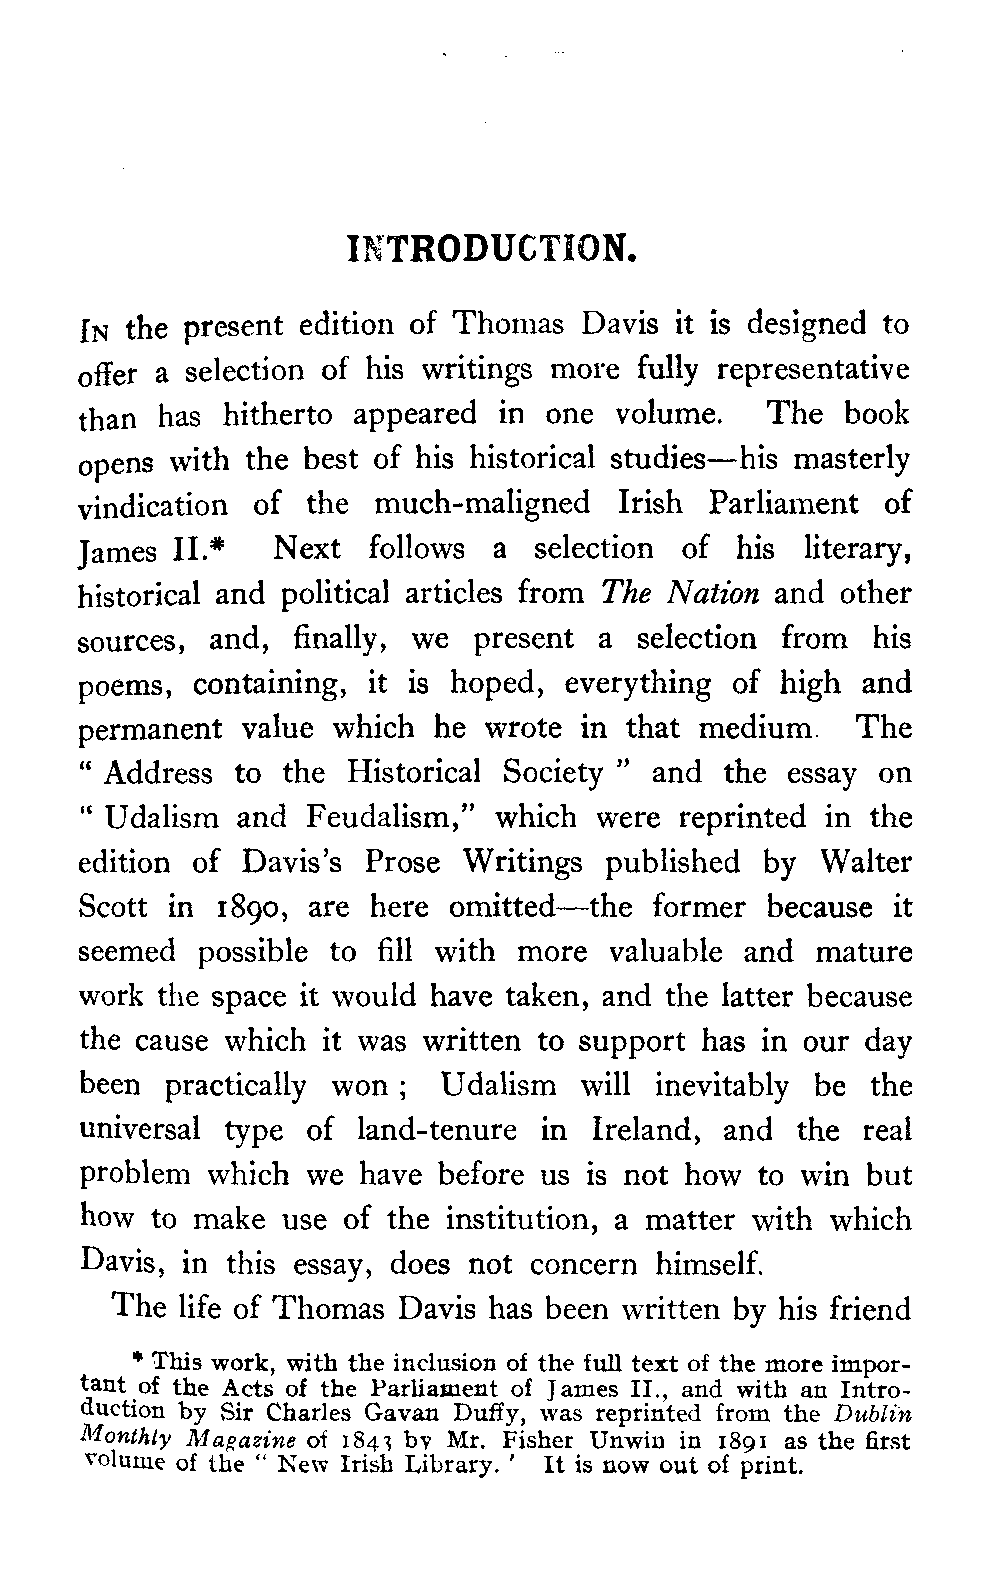 INTRODUCTION.
IN the present edition of Thomas Davis it is designed to
offer a selection of his writings more fully representative
than has hitherto appeared in one volume. The book
opens with the best of his historical studies—his masterly
vindication of the much-maligned Irish Parliament of
James II.* Next follows a selection of his literary,
historical and political articles from The Nation and other
sources, and, finally, we present a selection from his
poems, containing, it is hoped, everything of high and
permanent value which he wrote in that medium. The
“ Address to the Historical Society ” and the essay on
“ Udalism and Feudalism,” which were reprinted in the
edition of Davis’s Prose Writings published by Walter
Scott in 1890, are here omitted—the former because it
seemed possible to fill with more valuable and mature
work the space it would have taken, and the latter because
the cause which it was written to support has in our day
been practically won ; Udalism will inevitably be the
universal type of land-tenure in Ireland, and the real
problem which we have before us is not how to win but
how to make use of the institution, a matter with which
Davis, in this essay, does not concern himself.
The life of Thomas Davis has been written by his friend
* This work, with the inclusion of the full text of the more impor-
tant of the Acts of the Parliament of James II., and with an Intro-
duction by Sir Charles Gavan Duffy, was reprinted from the Dublin
Monthly Magazine of 1843 by Mr. Fisher Unwin in 1891 as the first
volume of the “ New Irish Library. ’ It is now out of print.